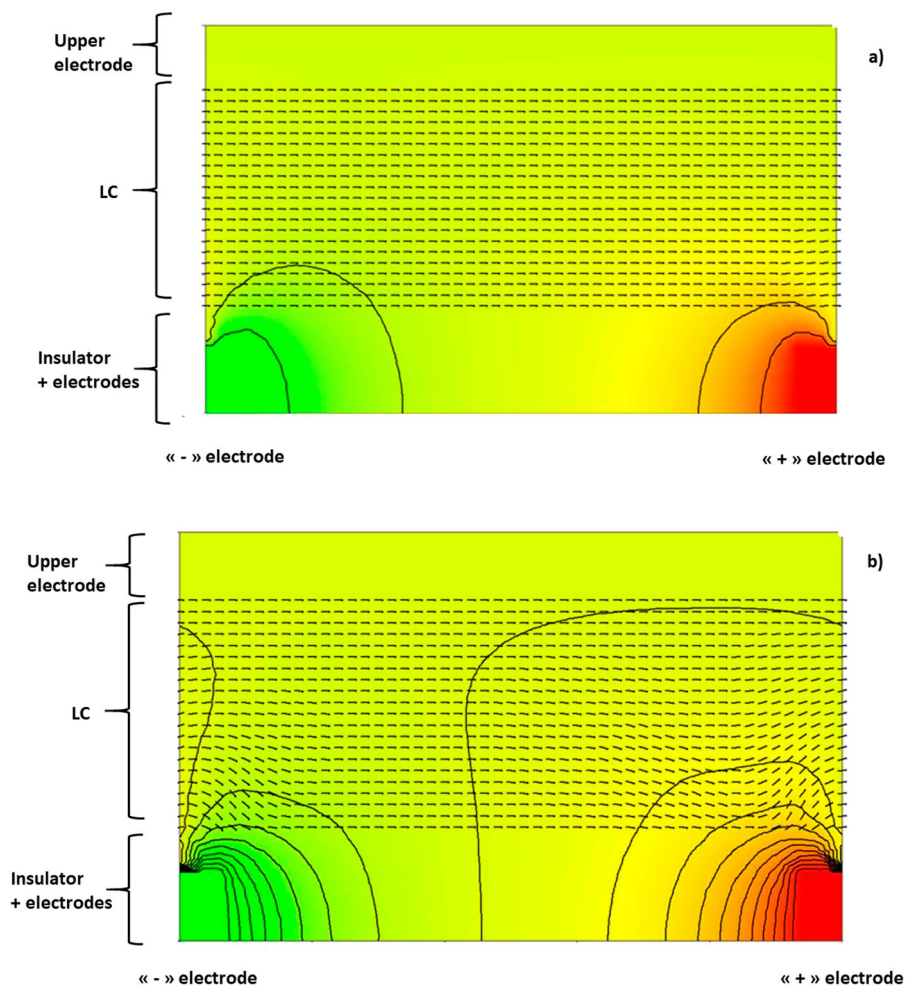 Upper
electrode
a)
LC
Insulator
+ electrodes
« - » electrode
« + » electrode
Upper
electrode
b)
LC
Insulator
+ electrodes
« - » electrode
« + » electrode